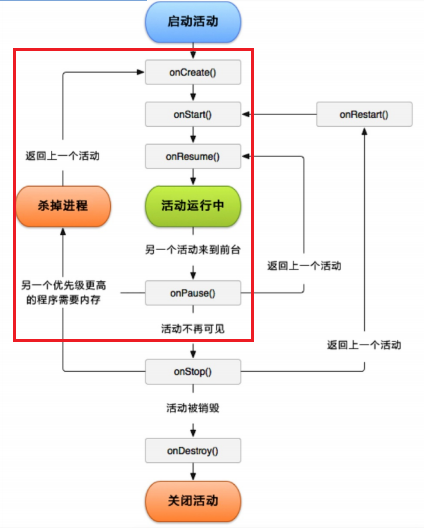 启动活动
onCreate()
onStart()
onRestart()
onResume()
返回上一个活动
杀掉进程
活动运行中
另一个活动来到前台
返回上一个活动
另一个优先级更高
的程序需要内存
onPause()
活动不再可见
返回上一个活动
onStop()
活动被销毁
onDestroy()
关闭活动